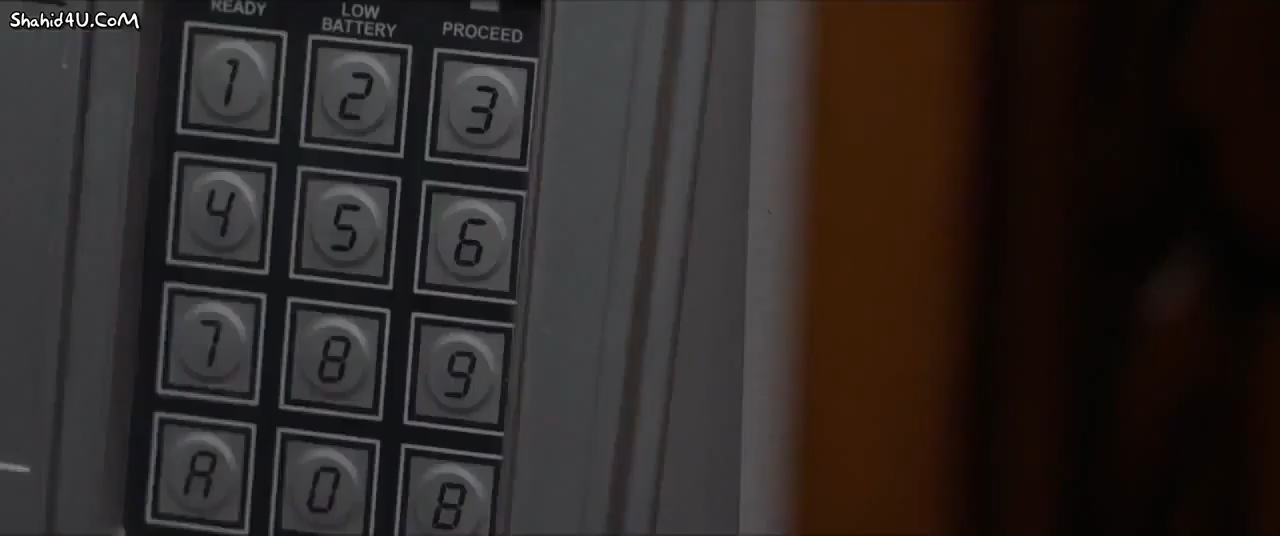 Shahid4U.CoM
READY
LOW
BATTERY
PROCEED
1 2 3
4 5 6
7 8 9
A 0 B